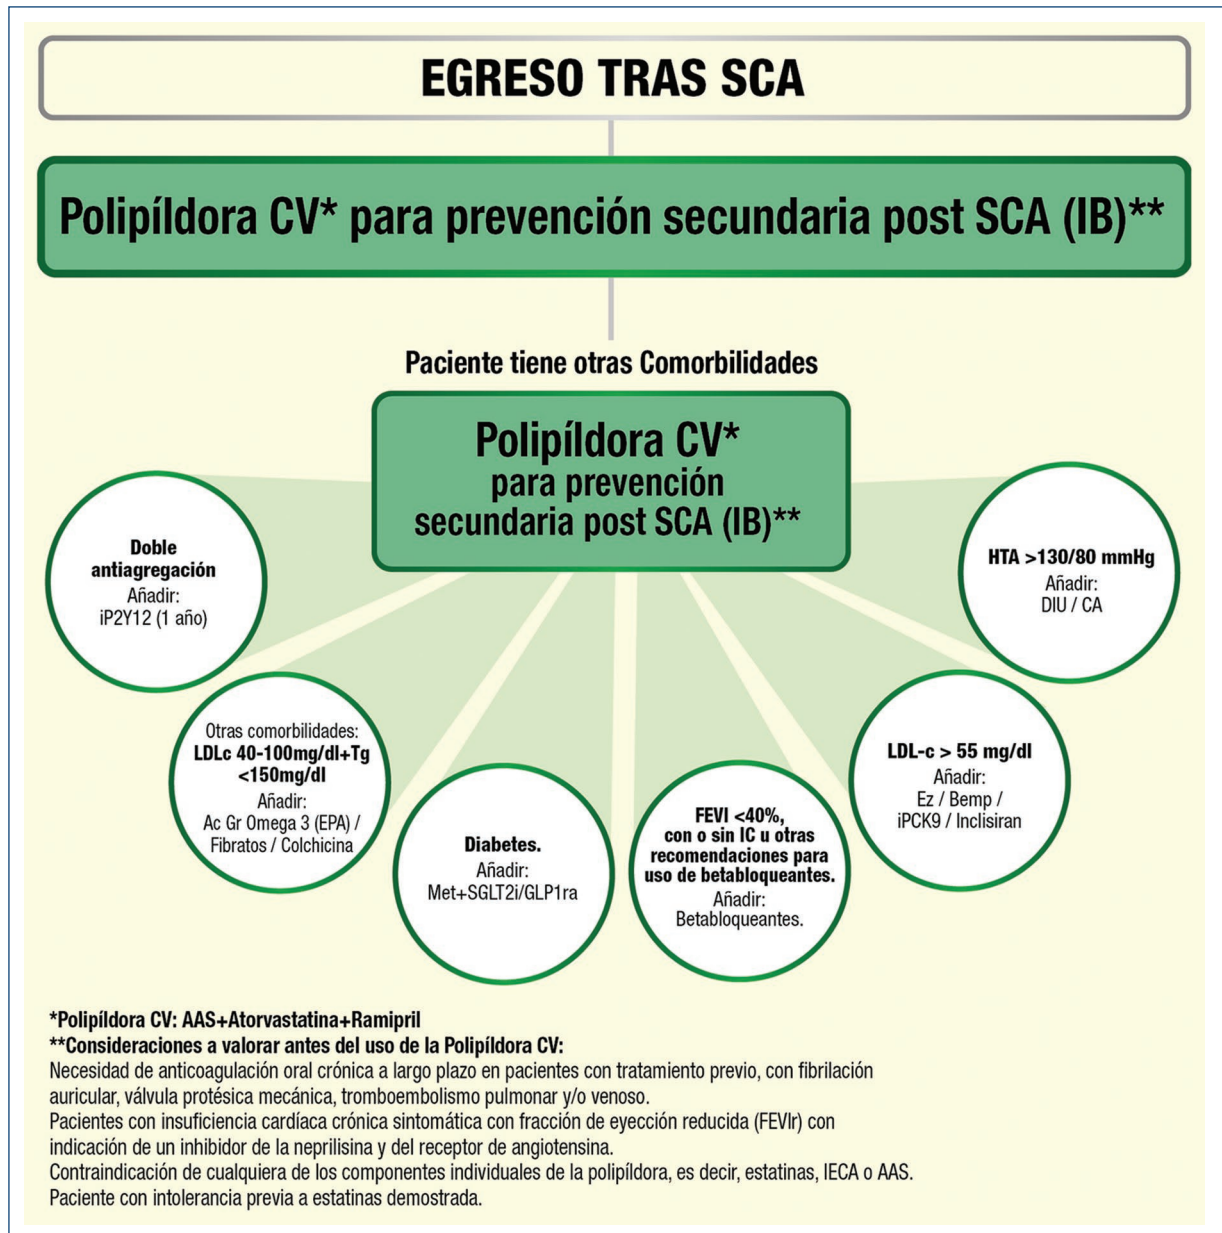 EGRESO TRAS SCA
Polipíldora CV* para prevención secundaria post SCA (IB)**
Paciente tiene otras Comorbilidades
Polipíldora CV*
para prevención
secundaria post SCA (IB)**
Doble
antiagregación
Añadir:
iP2Y12 (1 año)
Otras comorbilidades:
LDLc 40-100mg/dl+Tg
<150mg/dl
Añadir:
Ac Gr Omega 3 (EPA) /
Fibratos / Colchicina
Diabetes.
Añadir:
Met+SGLT2i/GLP1ra
FEVI <40%,
con o sin IC u otras
recomendaciones para
uso de betabloqueantes.
Añadir:
Betabloqueantes.
LDL-c > 55 mg/dl
Añadir:
Ez / Bemp /
iPCK9 / Inclisiran
HTA >130/80 mmHg
Añadir:
DIU / CA
*Polipíldora CV: AAS+Atorvastatina+Ramipril
**Consideraciones a valorar antes del uso de la Polipíldora CV:
Necesidad de anticoagulación oral crónica a largo plazo en pacientes con tratamiento previo, con fibrilación
auricular, válvula protésica mecánica, tromboembolismo pulmonar y/o venoso.
Pacientes con insuficiencia cardíaca crónica sintomática con fracción de eyección reducida (FEVIr) con
indicación de un inhibidor de la neprilisina y del receptor de angiotensina.
Contraindicación de cualquiera de los componentes individuales de la polipíldora, es decir, estatinas, IECA o AAS.
Paciente con intolerancia previa a estatinas demostrada.